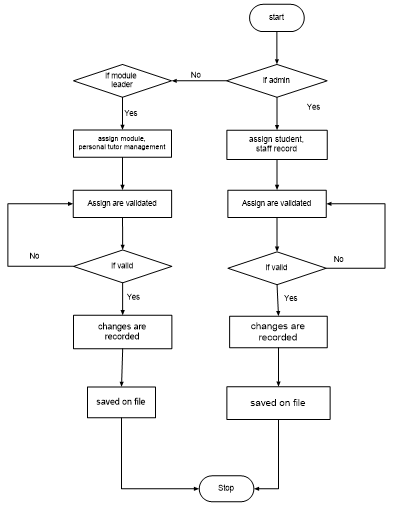 start
If module
leader
No
If admin
Yes
Yes
assign module,
personal tutor management
assign student,
staff record
Assign are validated
Assign are validated
No
If valid
If valid
No
Yes
Yes
changes are
recorded
changes are
recorded
saved on file
saved on file
Stop